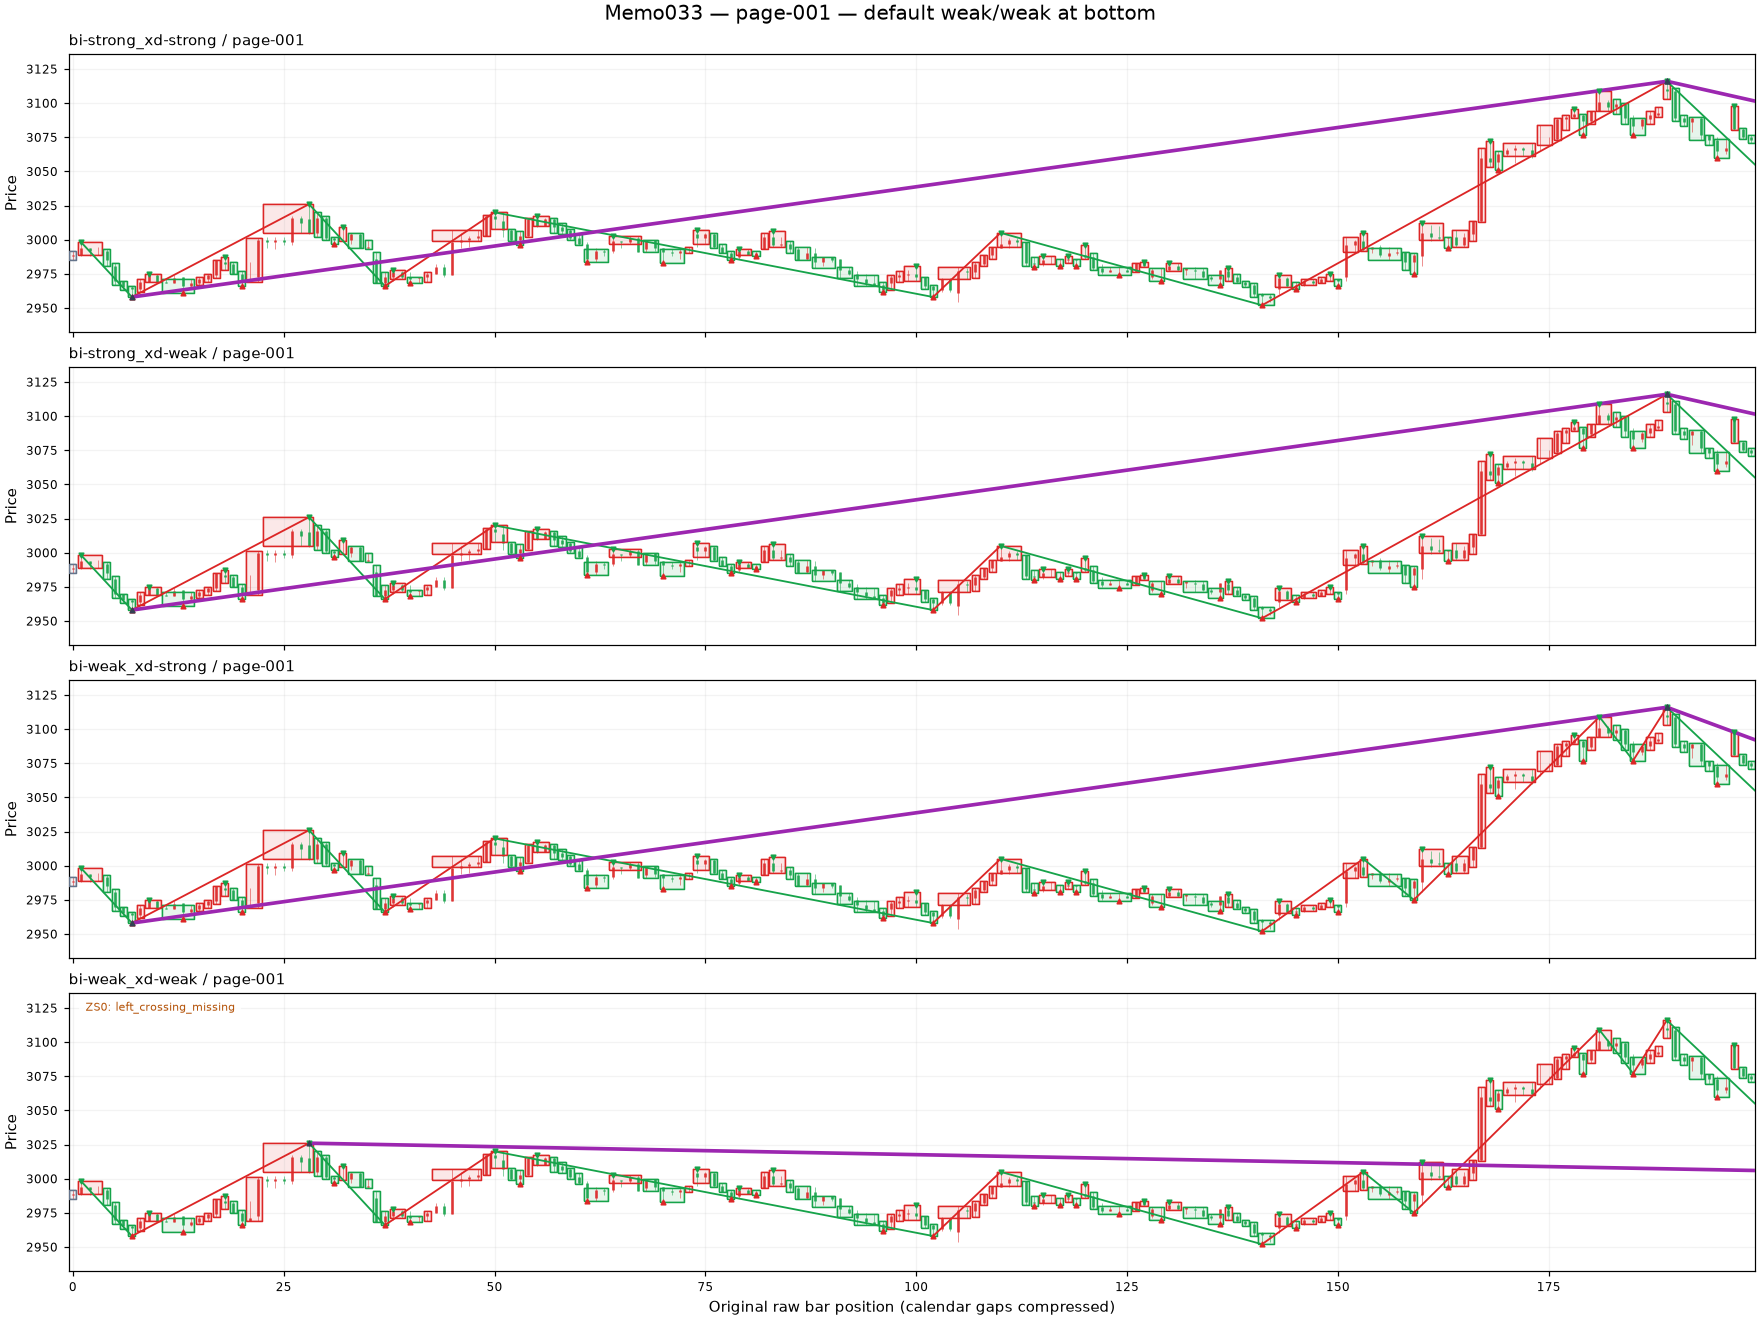 Memo033 — page-001 — default weak/weak at bottom
bi-strong_xd-strong / page-001
3125
3100
3075
3050
3025
3000
2975
2950
Price
bi-strong_xd-weak / page-001
3125
3100
3075
3050
3025
3000
2975
2950
Price
bi-weak_xd-strong / page-001
3125
3100
3075
3050
3025
3000
2975
2950
Price
bi-weak_xd-weak / page-001
ZS0: left_crossing_missing
3125
3100
3075
3050
3025
3000
2975
2950
Price
0 25 50 75 100 125 150 175
Original raw bar position (calendar gaps compressed)